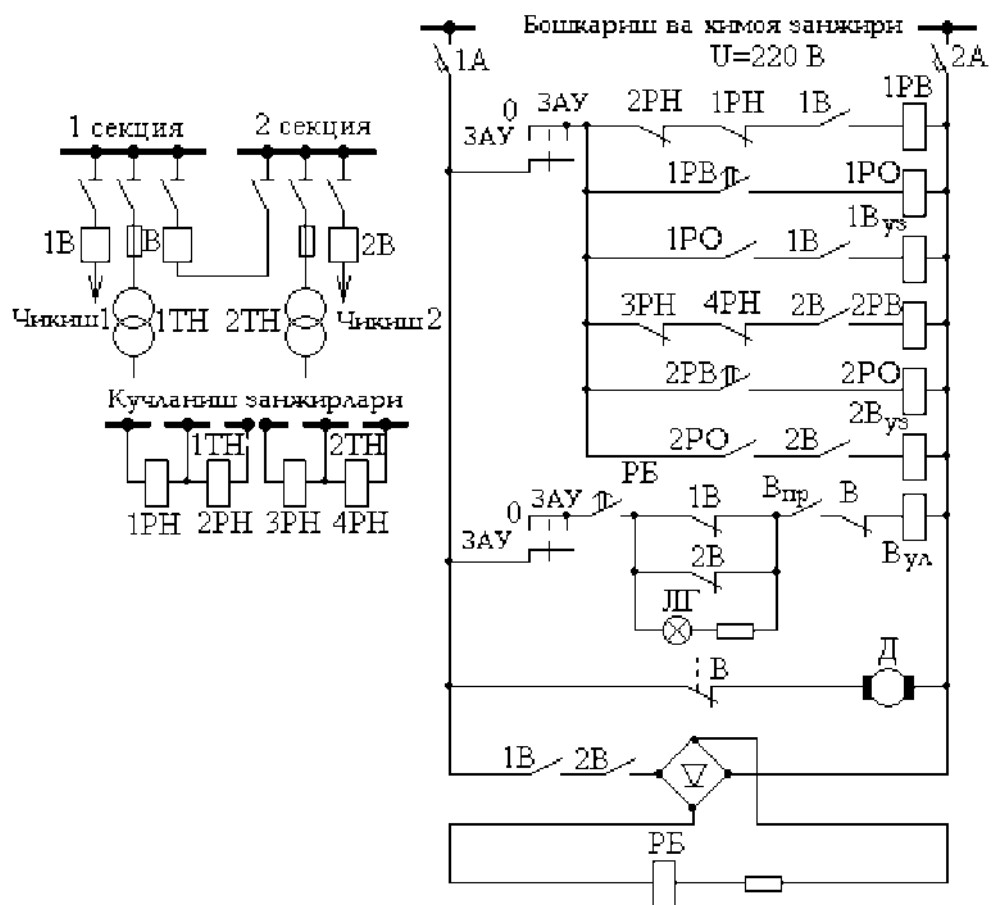 Бошкариш ва химоя занжири
U=220 В
1А
2А
0
ЗАУ
ЗАУ
2РН
1РН
1В
1РВ
1 секция
2 секция
1РВ
1РО
1Вуз
1В
В
2В
1РО
1В
Чикиш1
1ТН
2ТН
Чикиш 2
3РН
4РН
2В
2РВ
2РВ
2РО
2Вуз
Кучланиш занжирлари
1ТН
2ТН
2РО
2В
1РН
2РН
3РН
4РН
РБ
0
ЗАУ
ЗАУ
1В
Впр
В
Вул
2В
ЛГ
В
Д
1В
2В
РБ